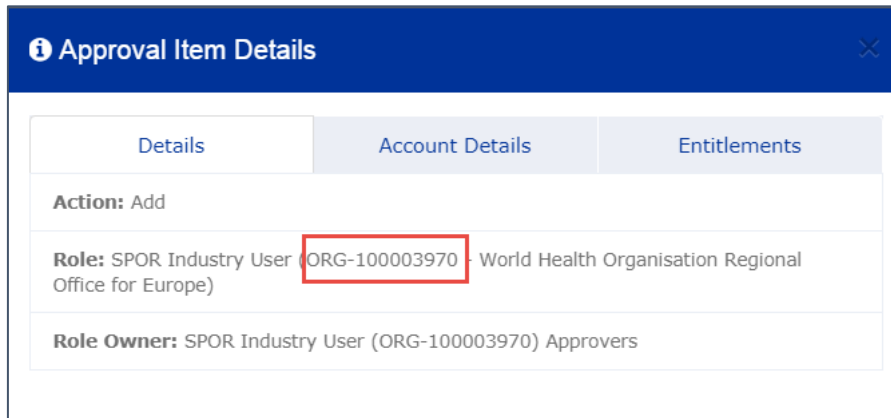 Approval Item Details
Details Account Details Entitlements
Action: Add
Role: SPOR Industry User (ORG-100003970 - World Health Organisation Regional
Office for Europe)
Role Owner: SPOR Industry User (ORG-100003970) Approvers